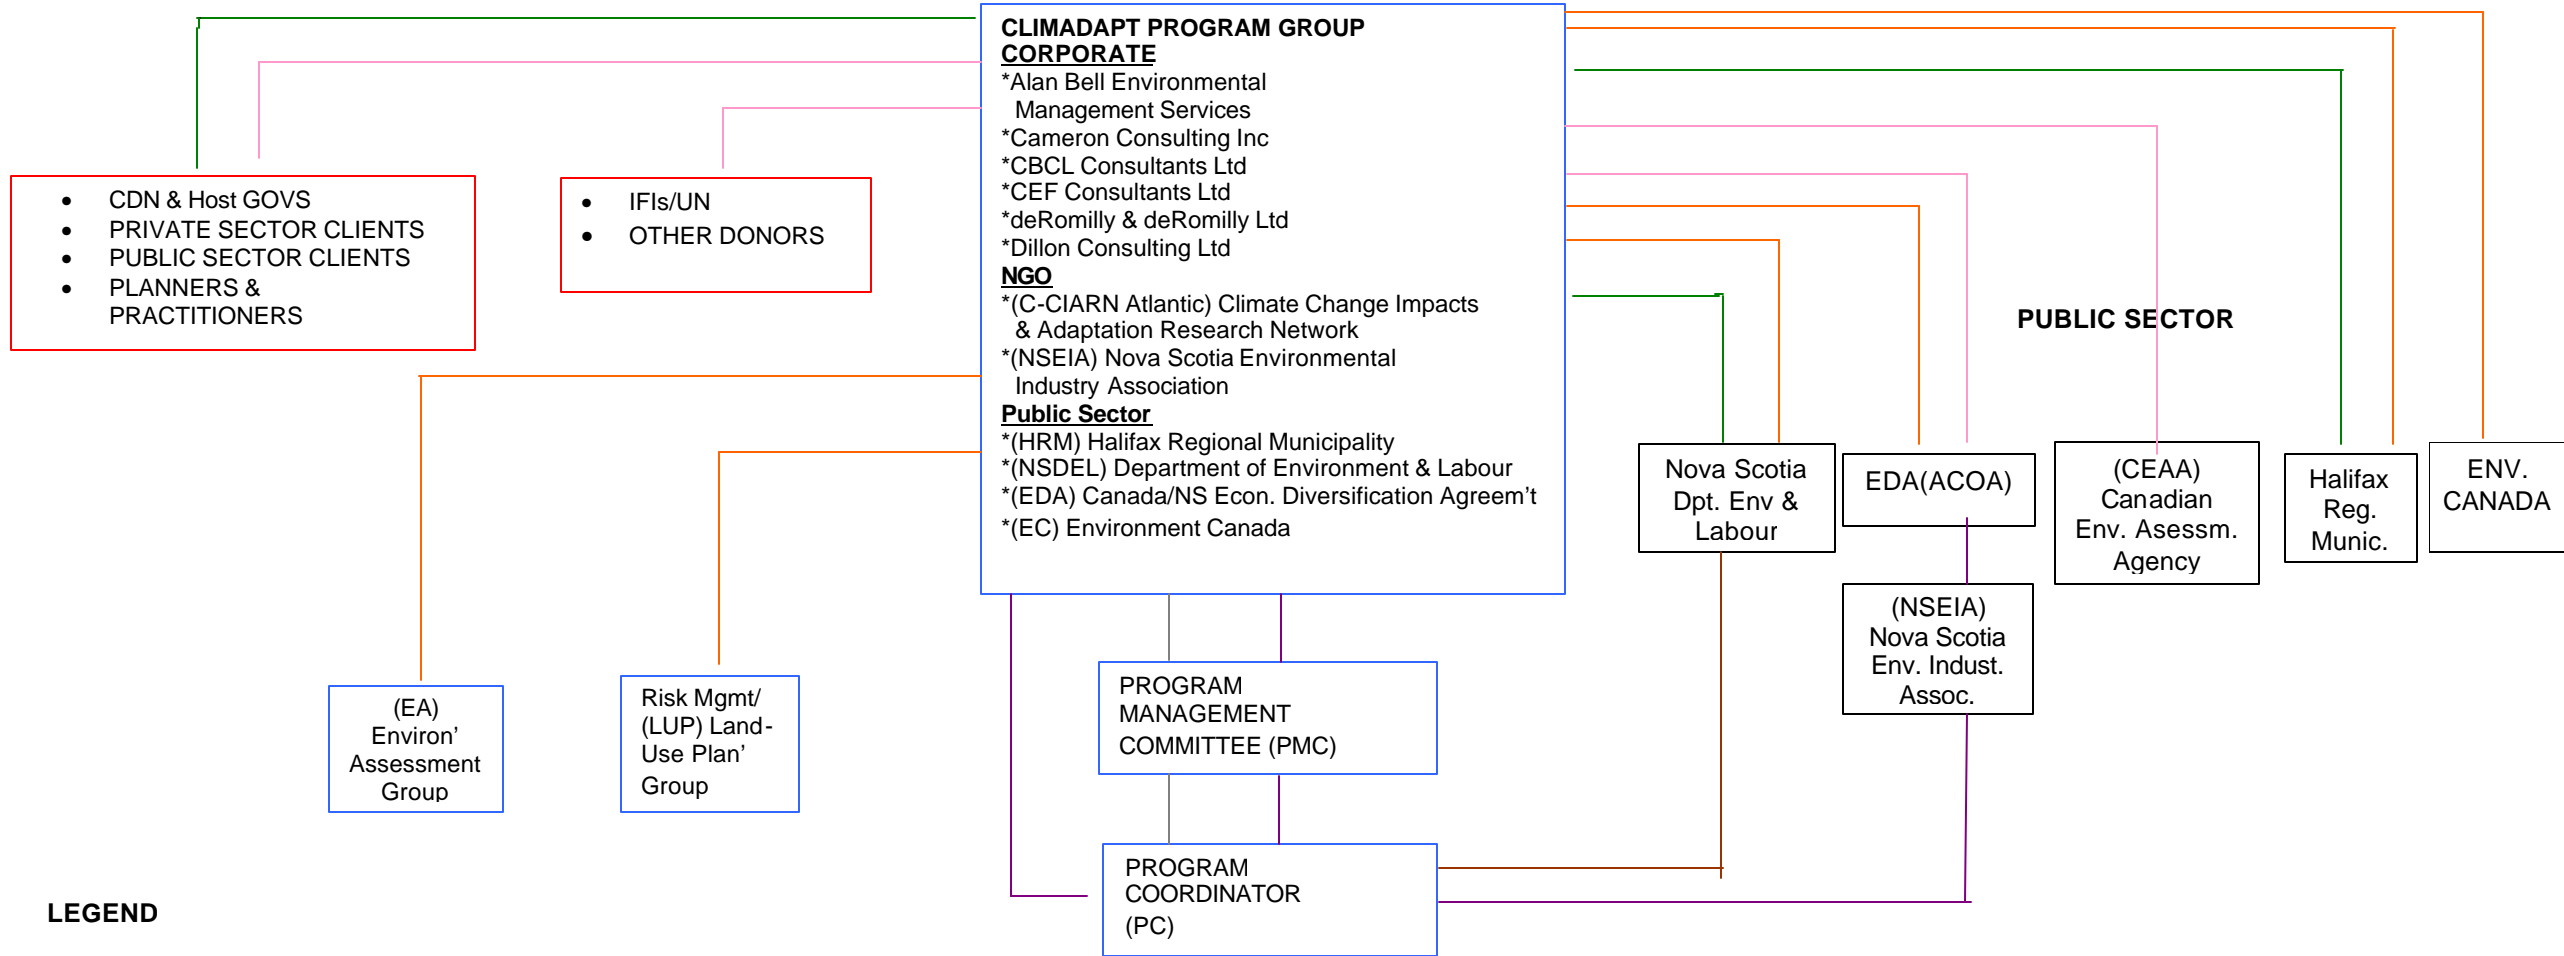 CLIMADAPT PROGRAM GROUP
CORPORATE
*Alan Bell Environmental
Management Services
*Cameron Consulting Inc
*CBCL Consultants Ltd
*CEF Consultants Ltd
*deRomilly & deRomilly Ltd
*Dillon Consulting Ltd
NGO
*(C-CIARN Atlantic) Climate Change Impacts
& Adaptation Research Network
*(NSEIA) Nova Scotia Environmental
Industry Association
Public Sector
*(HRM) Halifax Regional Municipality
*(NSDEL) Department of Environment & Labour
*(EDA) Canada/NS Econ. Diversification Agreem’t
*(EC) Environment Canada
• CDN & Host GOVS
• PRIVATE SECTOR CLIENTS
• PUBLIC SECTOR CLIENTS
• PLANNERS &
PRACTITIONERS
• IFIs/UN
• OTHER DONORS
PUBLIC SECTOR
Nova Scotia
Dpt. Env &
Labour
EDA(ACOA)
(CEAA)
Canadian
Env. Asessm.
Agency
Halifax
Reg.
Munic.
ENV.
CANADA
(NSEIA)
Nova Scotia
Env. Indust.
Assoc.
(EA)
Environ’
Assessment
Group
Risk Mgmt/
(LUP) Land-
Use Plan’
Group
PROGRAM
MANAGEMENT
COMMITTEE (PMC)
PROGRAM
COORDINATOR
(PC)
LEGEND